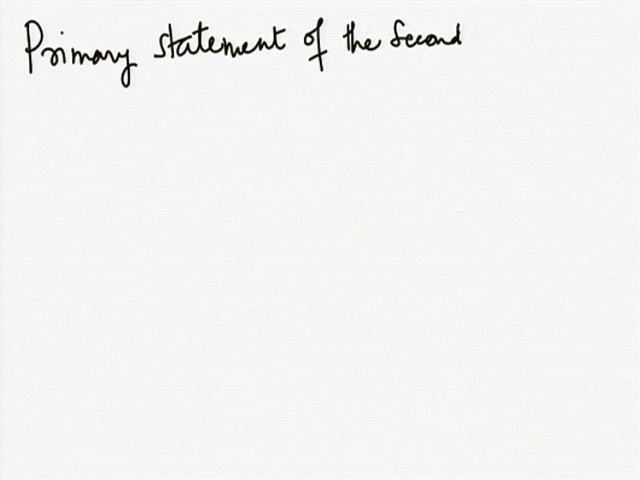 Primary statement of the Second